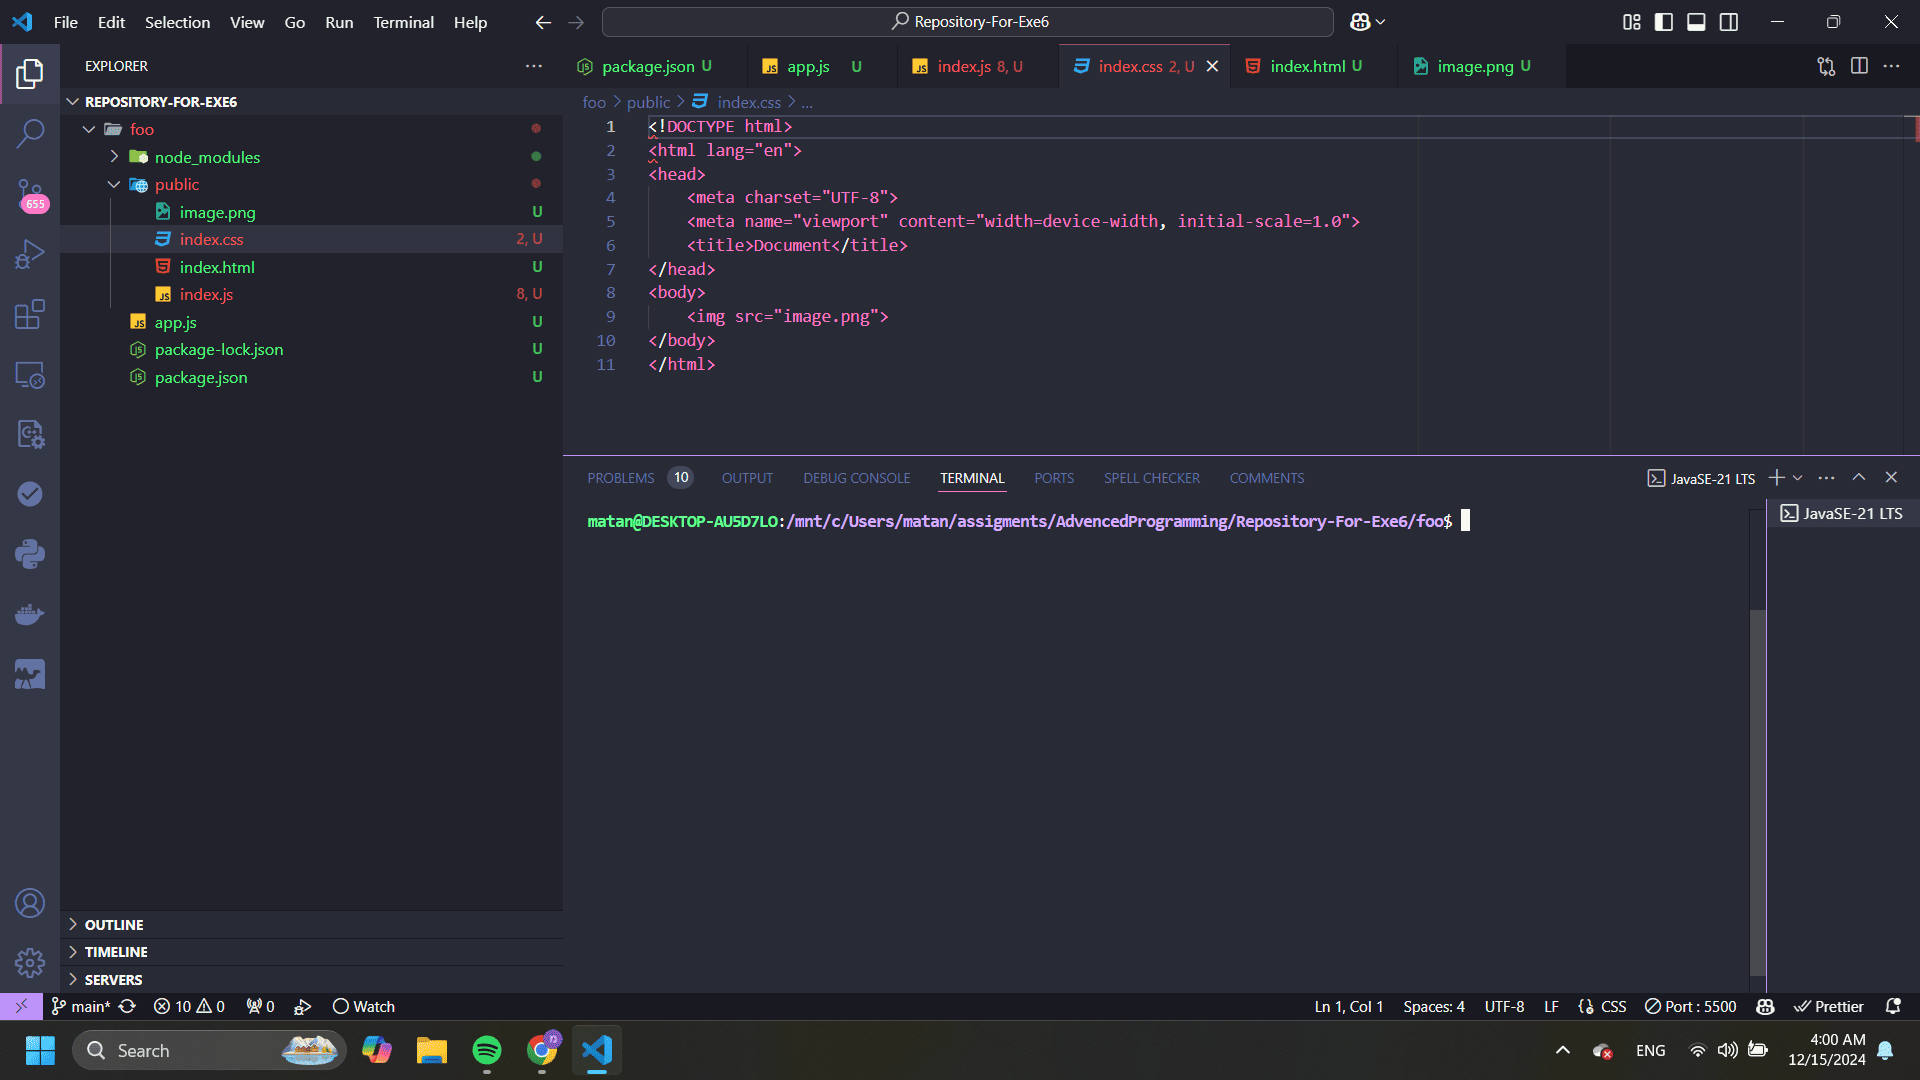 File Edit Selection View Go Run Terminal Help
Repository-For-Exe6
EXPLORER
REPOSITORY-FOR-EXE6
foo
node_modules
public
image.png U
index.css 2, U
index.html U
index.js 8, U
app.js U
package-lock.json U
package.json U
OUTLINE
TIMELINE
SERVERS
655
package.json U app.js U index.js 8, U index.css 2, U index.html U image.png U
foo > public > index.css > ...
1 <!DOCTYPE html>
2 <html lang="en">
3 <head>
4 <meta charset="UTF-8">
5 <meta name="viewport" content="width=device-width, initial-scale=1.0">
6 <title>Document</title>
7 </head>
8 <body>
9 <img src="image.png">
10 </body>
11 </html>
PROBLEMS 10 OUTPUT DEBUG CONSOLE TERMINAL PORTS SPELL CHECKER COMMENTS
JavaSE-21 LTS
matan@DESKTOP-AU5D7LO:/mnt/c/Users/matan/assigments/AdvencedProgramming/Repository-For-Exe6/foo$
JavaSE-21 LTS
main* 10 0 0 Watch
Ln 1, Col 1 Spaces: 4 UTF-8 LF CSS Port : 5500 Prettier
Search
ENG
4:00 AM
12/15/2024